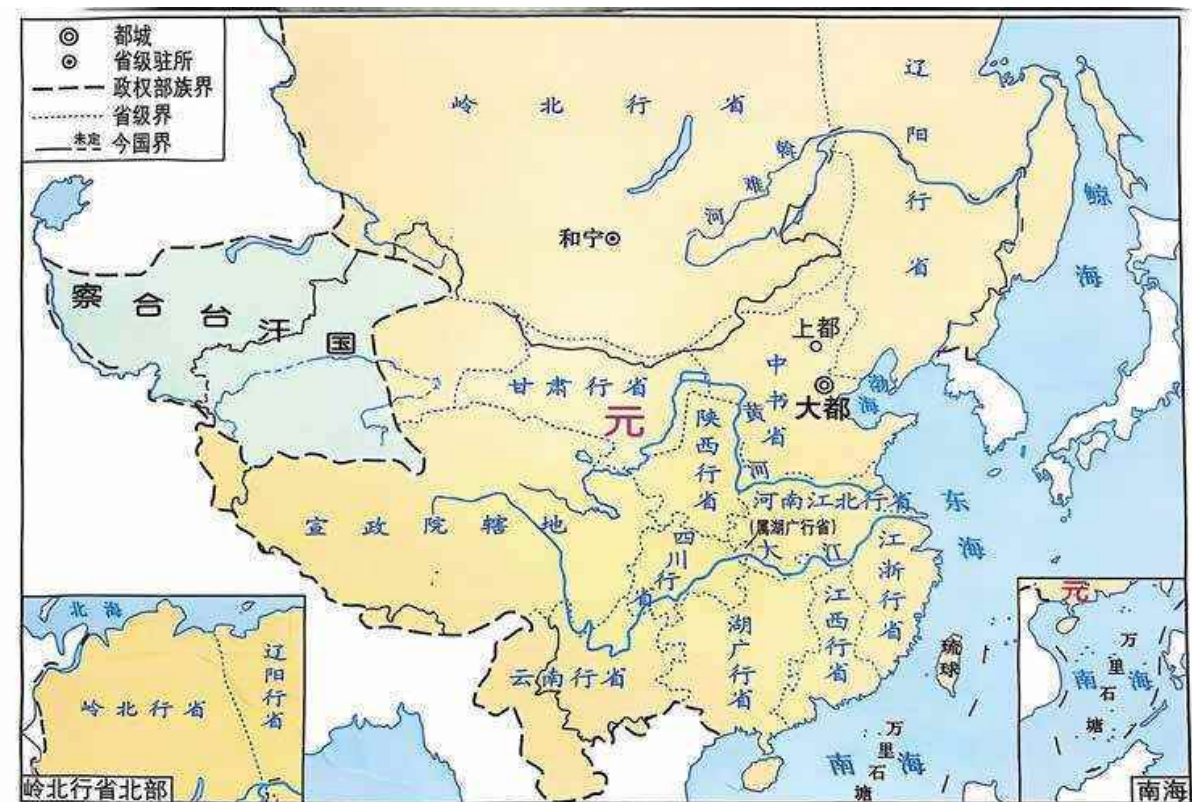 都城
省级驻所
政权部族界
省级界
未定 今国界
岭北行省
辽阳行省
斡难河
鲸海
和宁
察合台汗国
上都
中书省
大都
渤海
甘肃行省
元
陕西行省
黄河
河南江北行省
(属湖广行省)
东海
宣政院辖地
四川行省
大江
江浙行省
江西行省
湖广行省
云南行省
琉球
万里石塘
南海
北海
岭北行省
辽阳行省
岭北行省北部
元
万里石塘
南海
南海